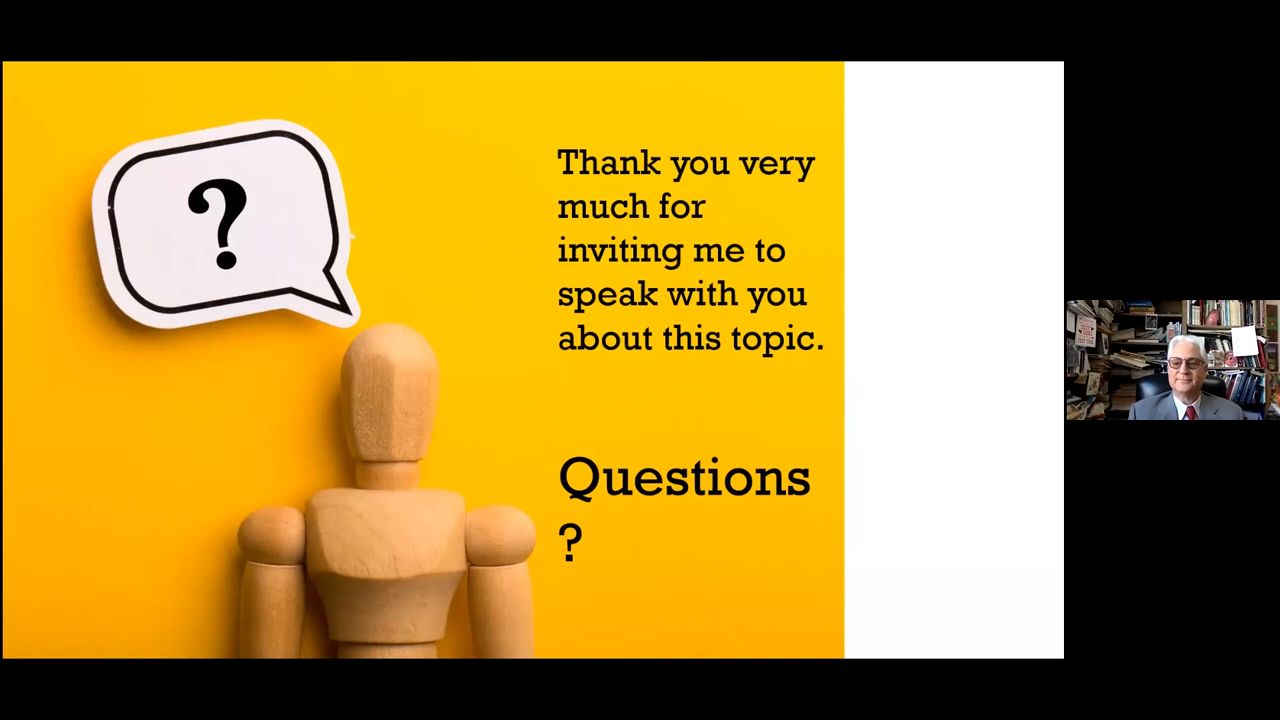 ?
Thank you very
much for
inviting me to
speak with you
about this topic.
Questions
?